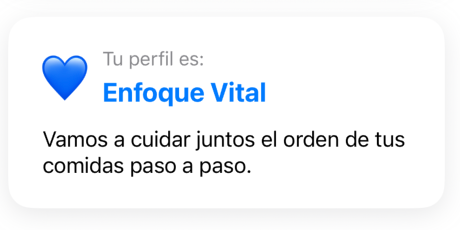 Tu perfil es:
Enfoque Vital
Vamos a cuidar juntos el orden de tus
comidas paso a paso.